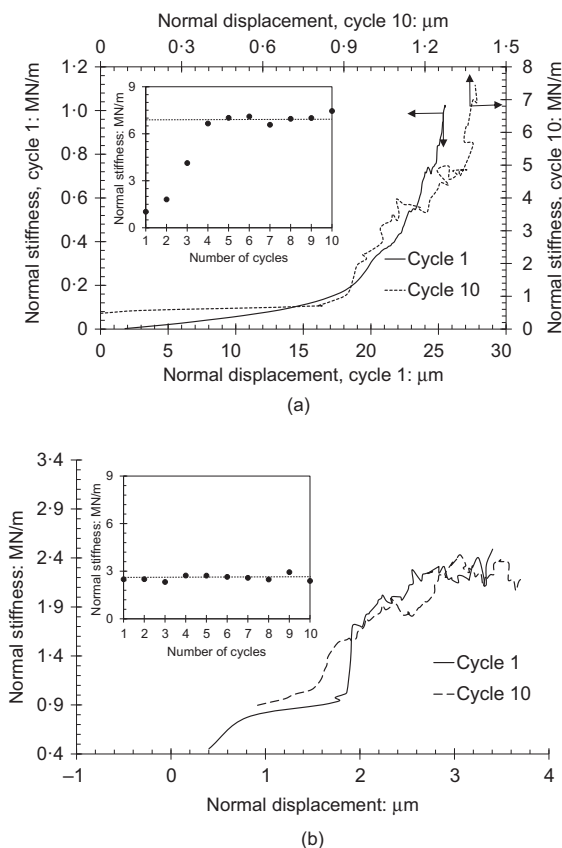 Normal displacement, cycle 10: μm
0 0·3 0·6 0·9 1·2 1·5
Normal stiffness, cycle 1: MN/m
1·2
1·0
0·8
0·6
0·4
0·2
0
Normal stiffness, cycle 10: MN/m
8
7
6
5
4
3
2
1
0
Normal stiffness: MN/m
9
6
3
0
1 2 3 4 5 6 7 8 9 10
Number of cycles
Cycle 1
Cycle 10
0 5 10 15 20 25 30
Normal displacement, cycle 1: μm
(a)
Normal stiffness: MN/m
3·4
2·9
2·4
1·9
1·4
0·9
0·4
Normal stiffness: MN/m
9
6
3
0
1 2 3 4 5 6 7 8 9 10
Number of cycles
Cycle 1
Cycle 10
–1 0 1 2 3 4
Normal displacement: μm
(b)